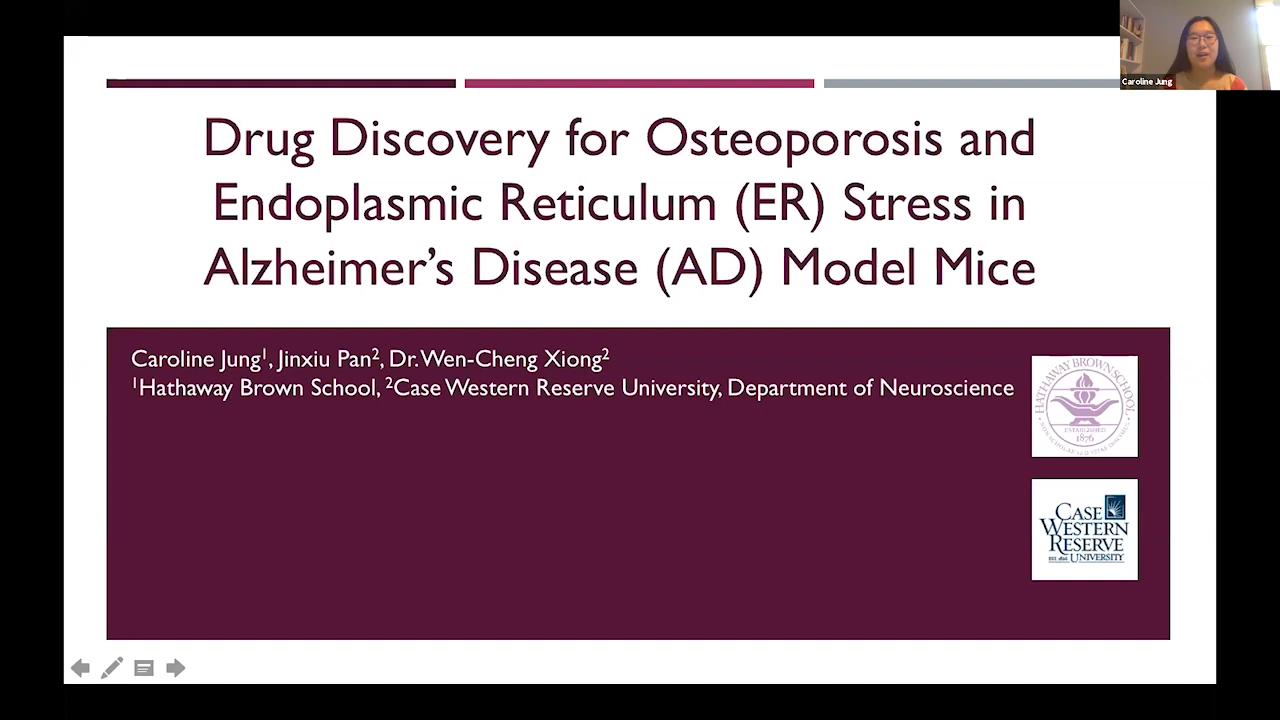 Caroline Jung
Drug Discovery for Osteoporosis and
Endoplasmic Reticulum (ER) Stress in
Alzheimer's Disease (AD) Model Mice
Caroline Jung¹, Jinxiu Pan², Dr. Wen-Cheng Xiong²
¹Hathaway Brown School, ²Case Western Reserve University, Department of Neuroscience
HATHAWAY BROWN SCHOOL
ESTABLISHED
1876
CASE
WESTERN
RESERVE
UNIVERSITY